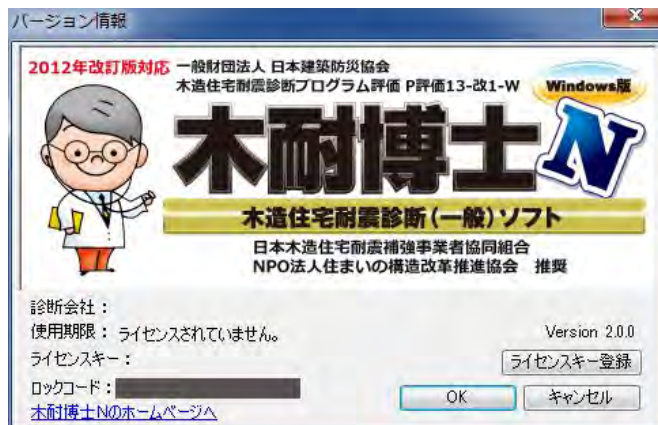 バージョン情報
2012年改訂版対応 一般財団法人 日本建築防災協会
木造住宅耐震診断プログラム評価 P評価13-改1-W
Windows版
木耐博士N
木造住宅耐震診断(一般)ソフト
日本木造住宅耐震補強事業者協同組合
NPO法人住まいの構造改革推進協会 推奨
診断会社:
使用期限: ライセンスされていません。
Version 2.0.0
ライセンスキー:
ライセンスキー登録
ロックコード:
OK
キャンセル
木耐博士Nのホームページへ